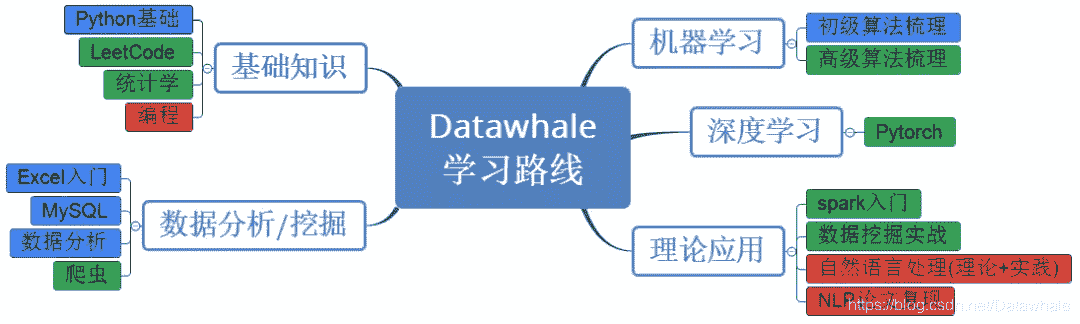 Datawhale
学习路线
基础知识
Python基础
LeetCode
统计学
编程
数据分析/挖掘
Excel入门
MySQL
数据分析
爬虫
机器学习
初级算法梳理
高级算法梳理
深度学习
Pytorch
理论应用
spark入门
数据挖掘实战
自然语言处理(理论+实践)
NLP论文复现
https://blog.csdn.net/Datawhale